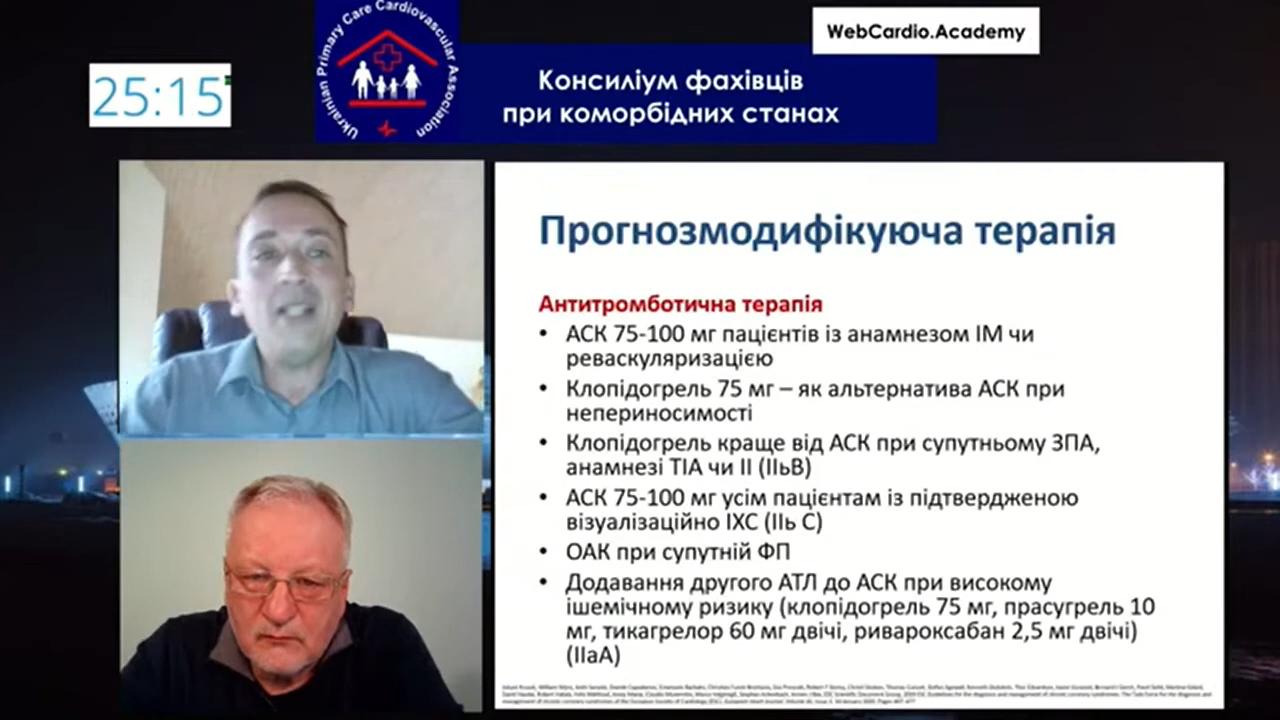 WebCardio.Academy
25:15
Ukrainian Primary Care Cardiovascular Association
Консиліум фахівців
при коморбідних станах
Прогнозмодифікуюча терапія
Антитромботична терапія
• АСК 75-100 мг пацієнтів із анамнезом ІМ чи
реваскуляризацією
• Клопідогрель 75 мг – як альтернатива АСК при
непериносимості
• Клопідогрель краще від АСК при супутньому ЗПА,
анамнезі ТІА чи ІІ (ІІьВ)
• АСК 75-100 мг усім пацієнтам із підтвердженою
візуалізаційно ІХС (ІІь С)
• ОАК при супутній ФП
• Додавання другого АТЛ до АСК при високому
ішемічному ризику (клопідогрель 75 мг, прасугрель 10
мг, тикагрелор 60 мг двічі, ривароксабан 2,5 мг двічі)
(ІІаА)